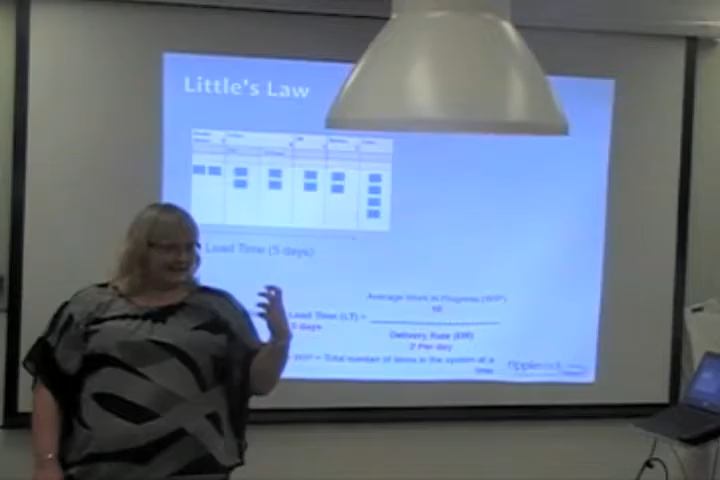 Little's Law
Lead Time (5 days)
Average Work in Progress (WIP)
10
Lead Time (LT) =
5 days
Delivery Rate (DR)
2 Per day
WIP = Total number of items in the system at a
time
ripplerock